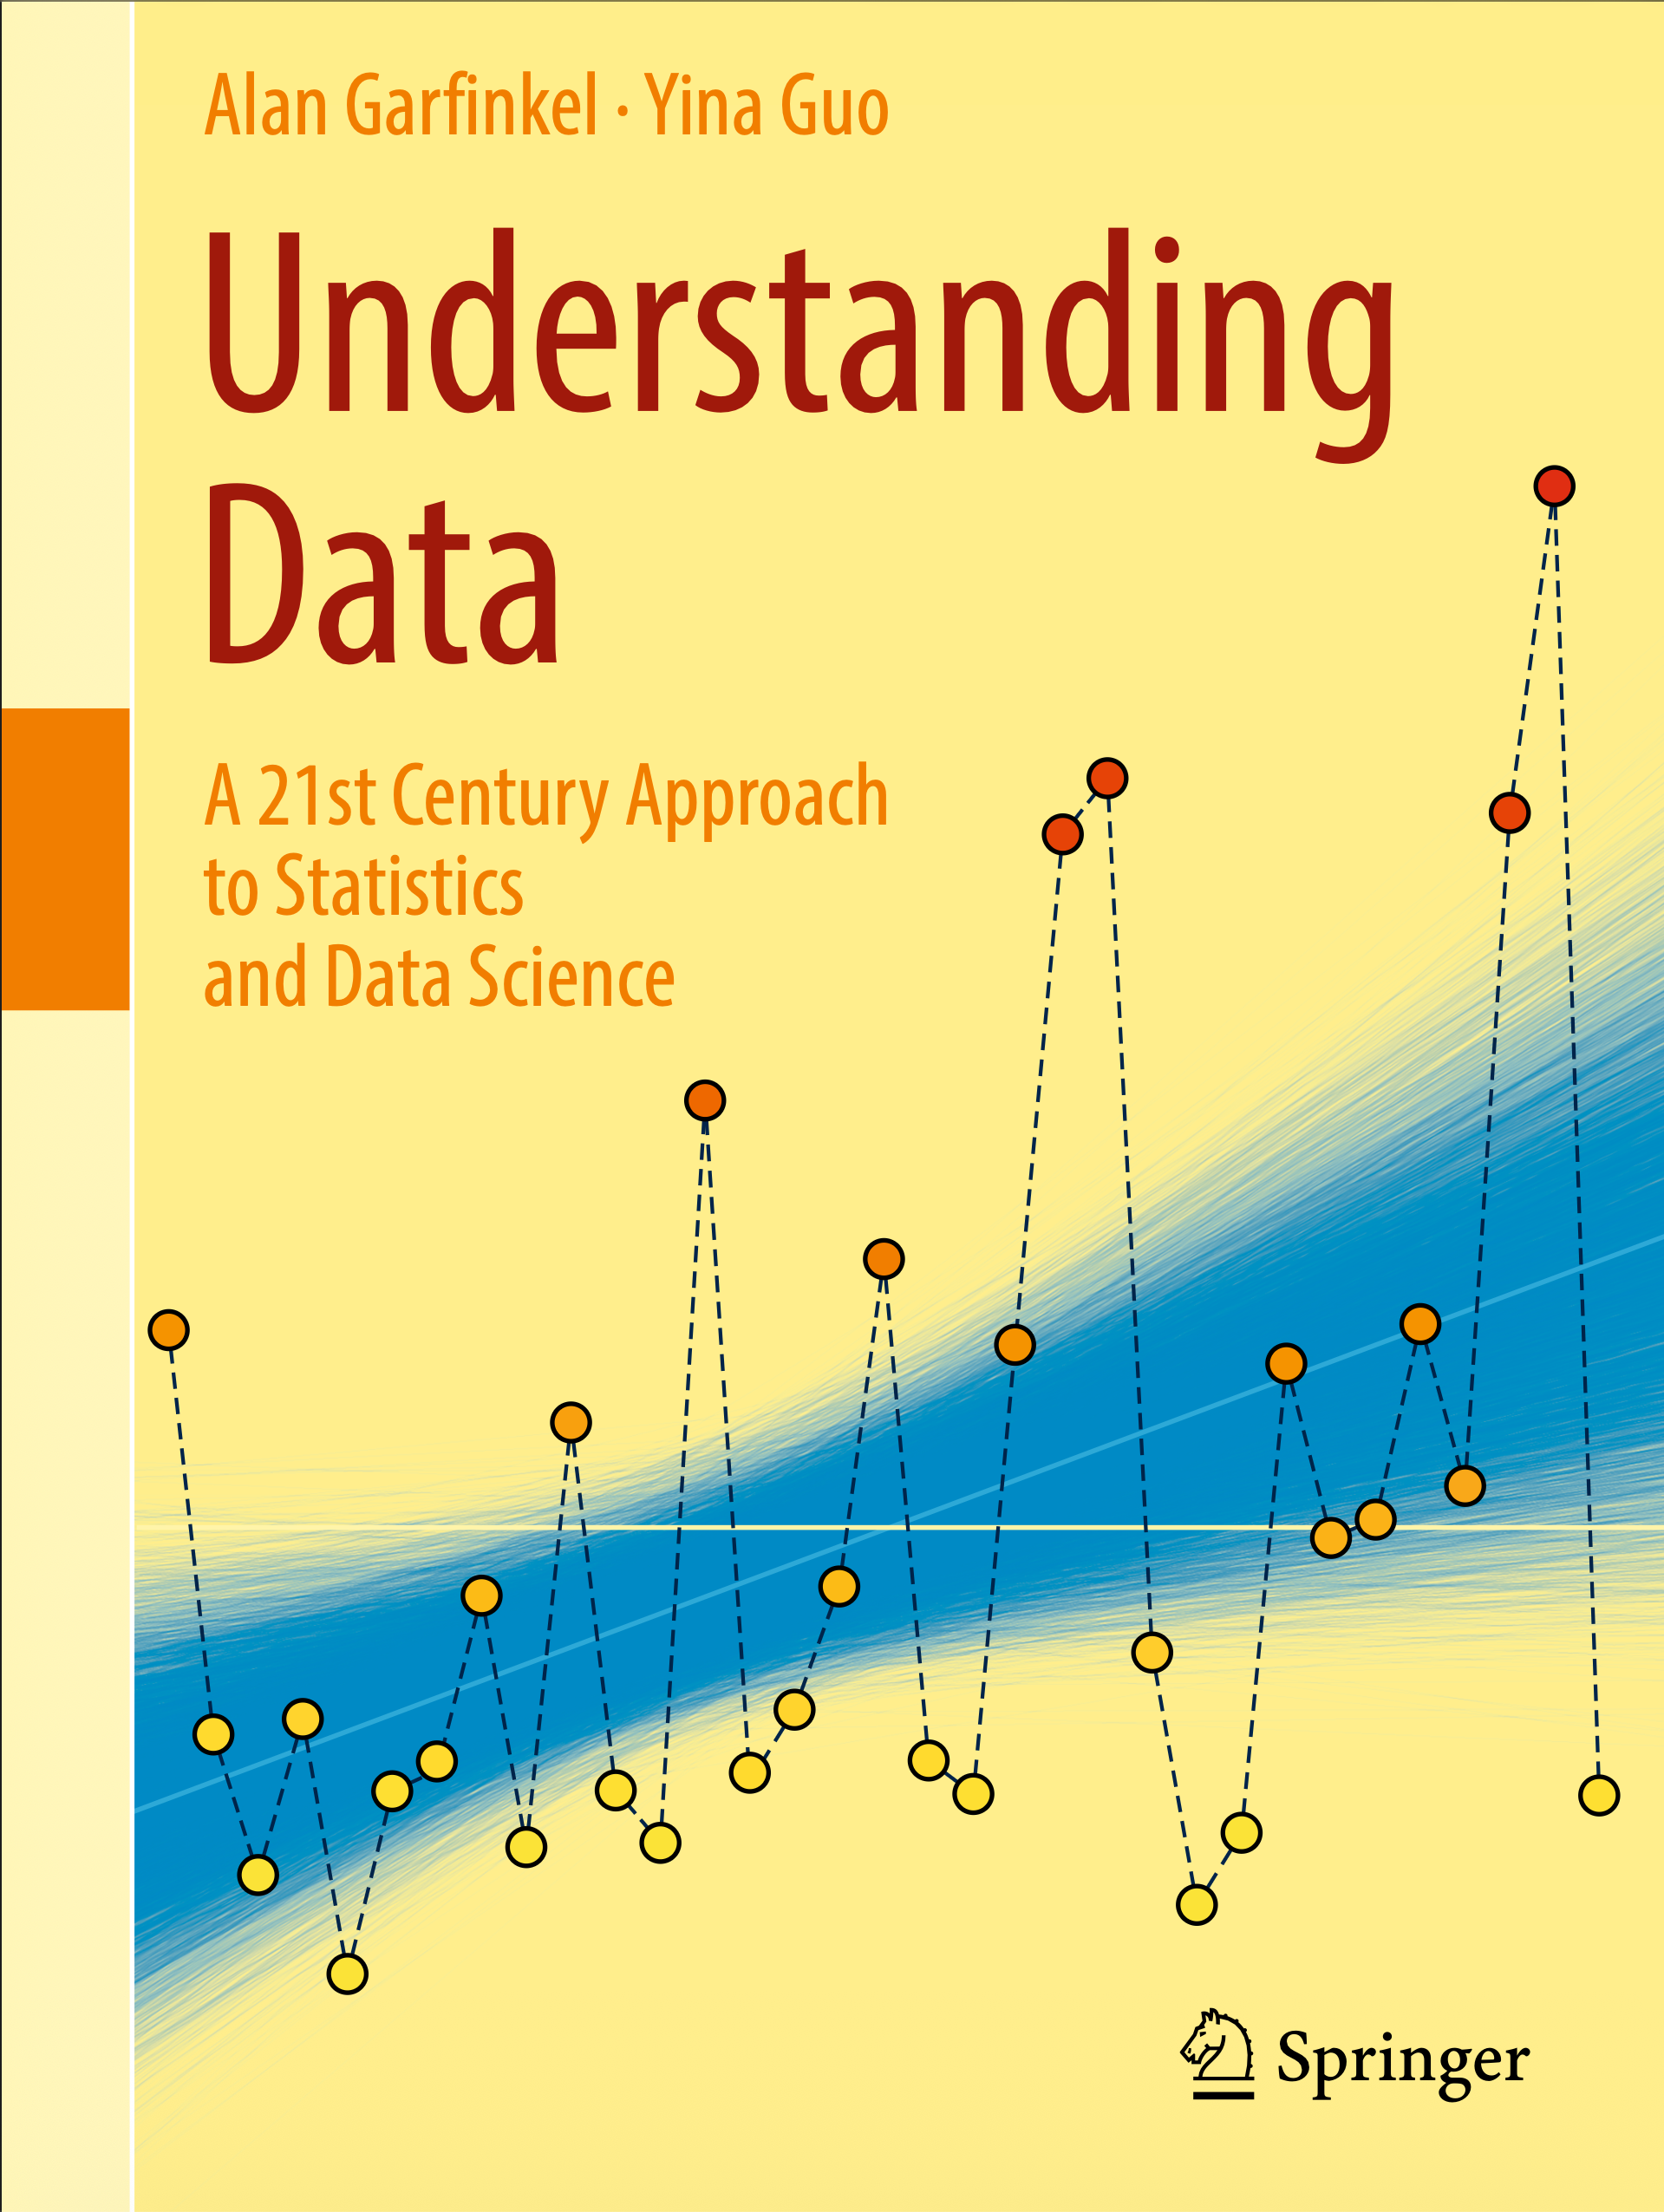 Alan Garfinkel · Yina Guo
Understanding
Data
A 21st Century Approach
to Statistics
and Data Science
Springer